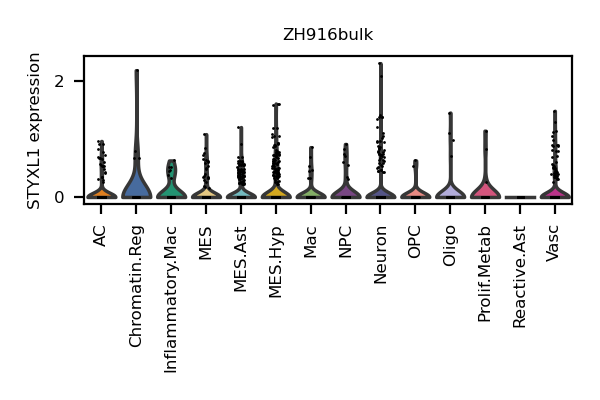 ZH916bulk
STYXL1 expression
2
0
AC
Chromatin.Reg
Inflammatory.Mac
MES
MES.Ast
MES.Hyp
Mac
NPC
Neuron
OPC
Oligo
Prolif.Metab
Reactive.Ast
Vasc